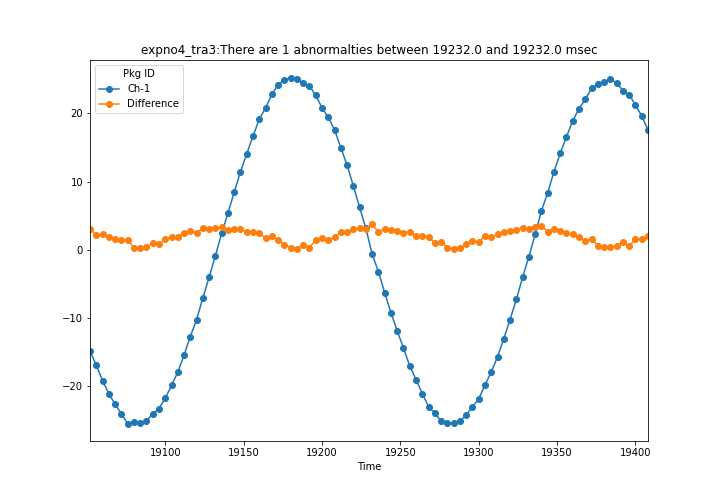 expno4_tra3:There are 1 abnormalties between 19232.0 and 19232.0 msec
Pkg ID
Ch-1
Difference
20
10
0
−10
−20
19100 19150 19200 19250 19300 19350 19400
Time